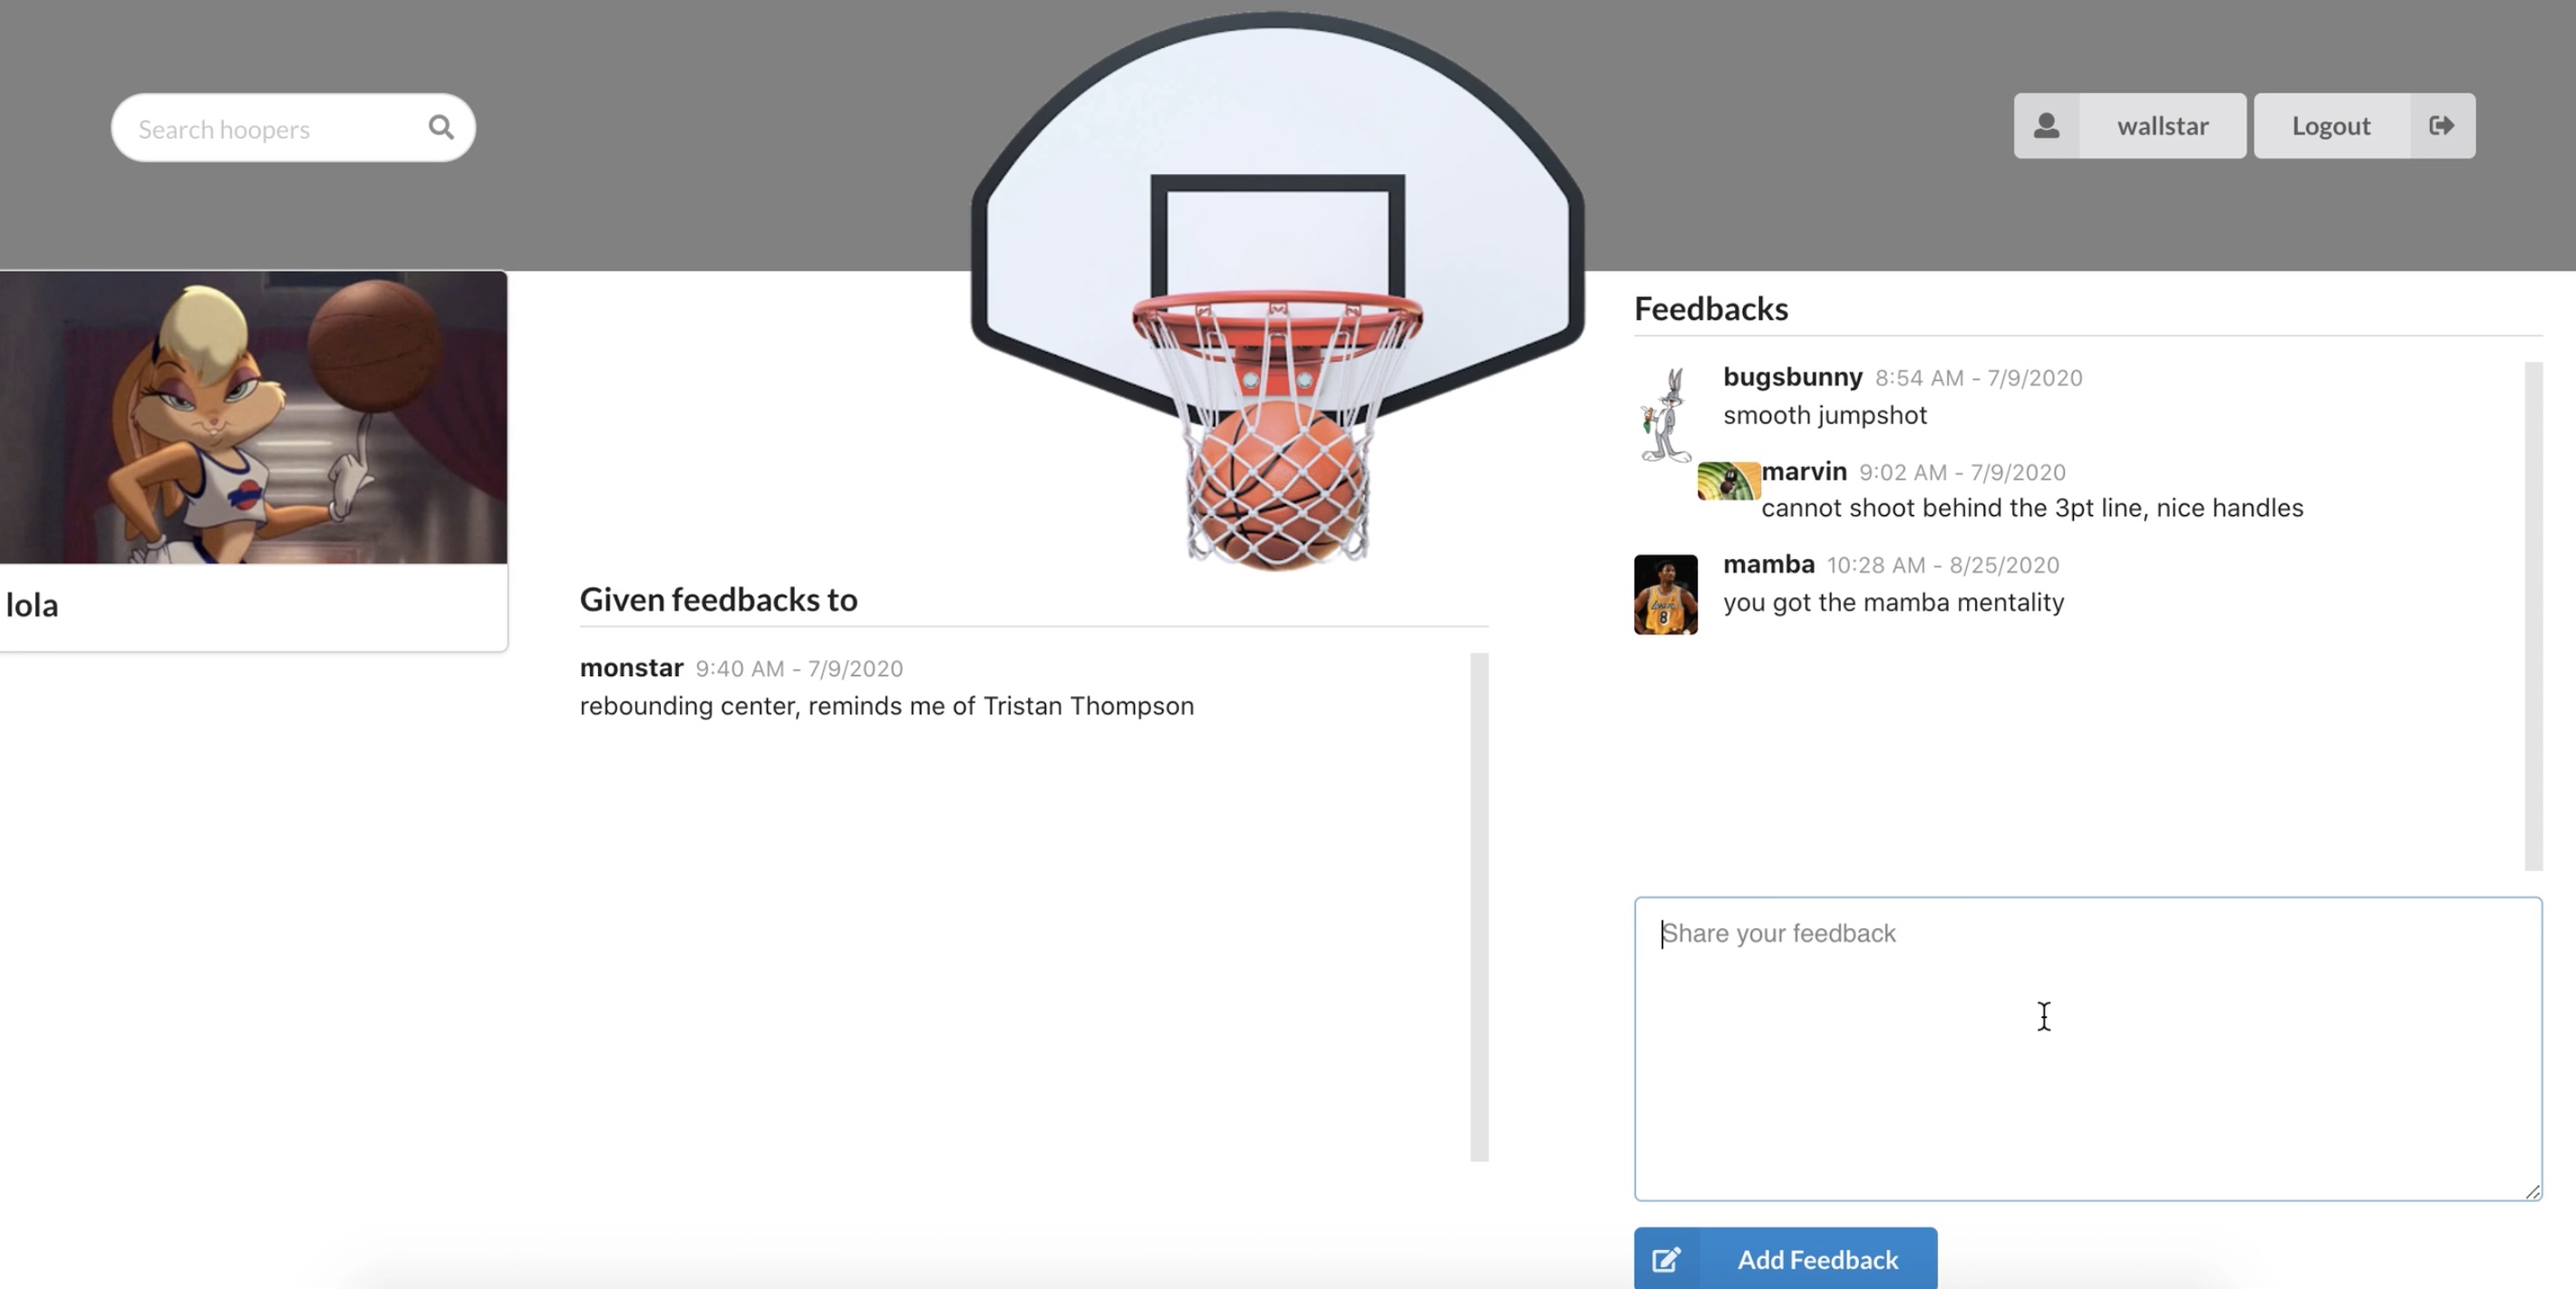 Search hoopers
wallstar
Logout
lola
Given feedbacks to
monstar 9:40 AM - 7/9/2020
rebounding center, reminds me of Tristan Thompson
Feedbacks
bugsbunny 8:54 AM - 7/9/2020
smooth jumpshot
marvin 9:02 AM - 7/9/2020
cannot shoot behind the 3pt line, nice handles
mamba 10:28 AM - 8/25/2020
you got the mamba mentality
Share your feedback
Add Feedback